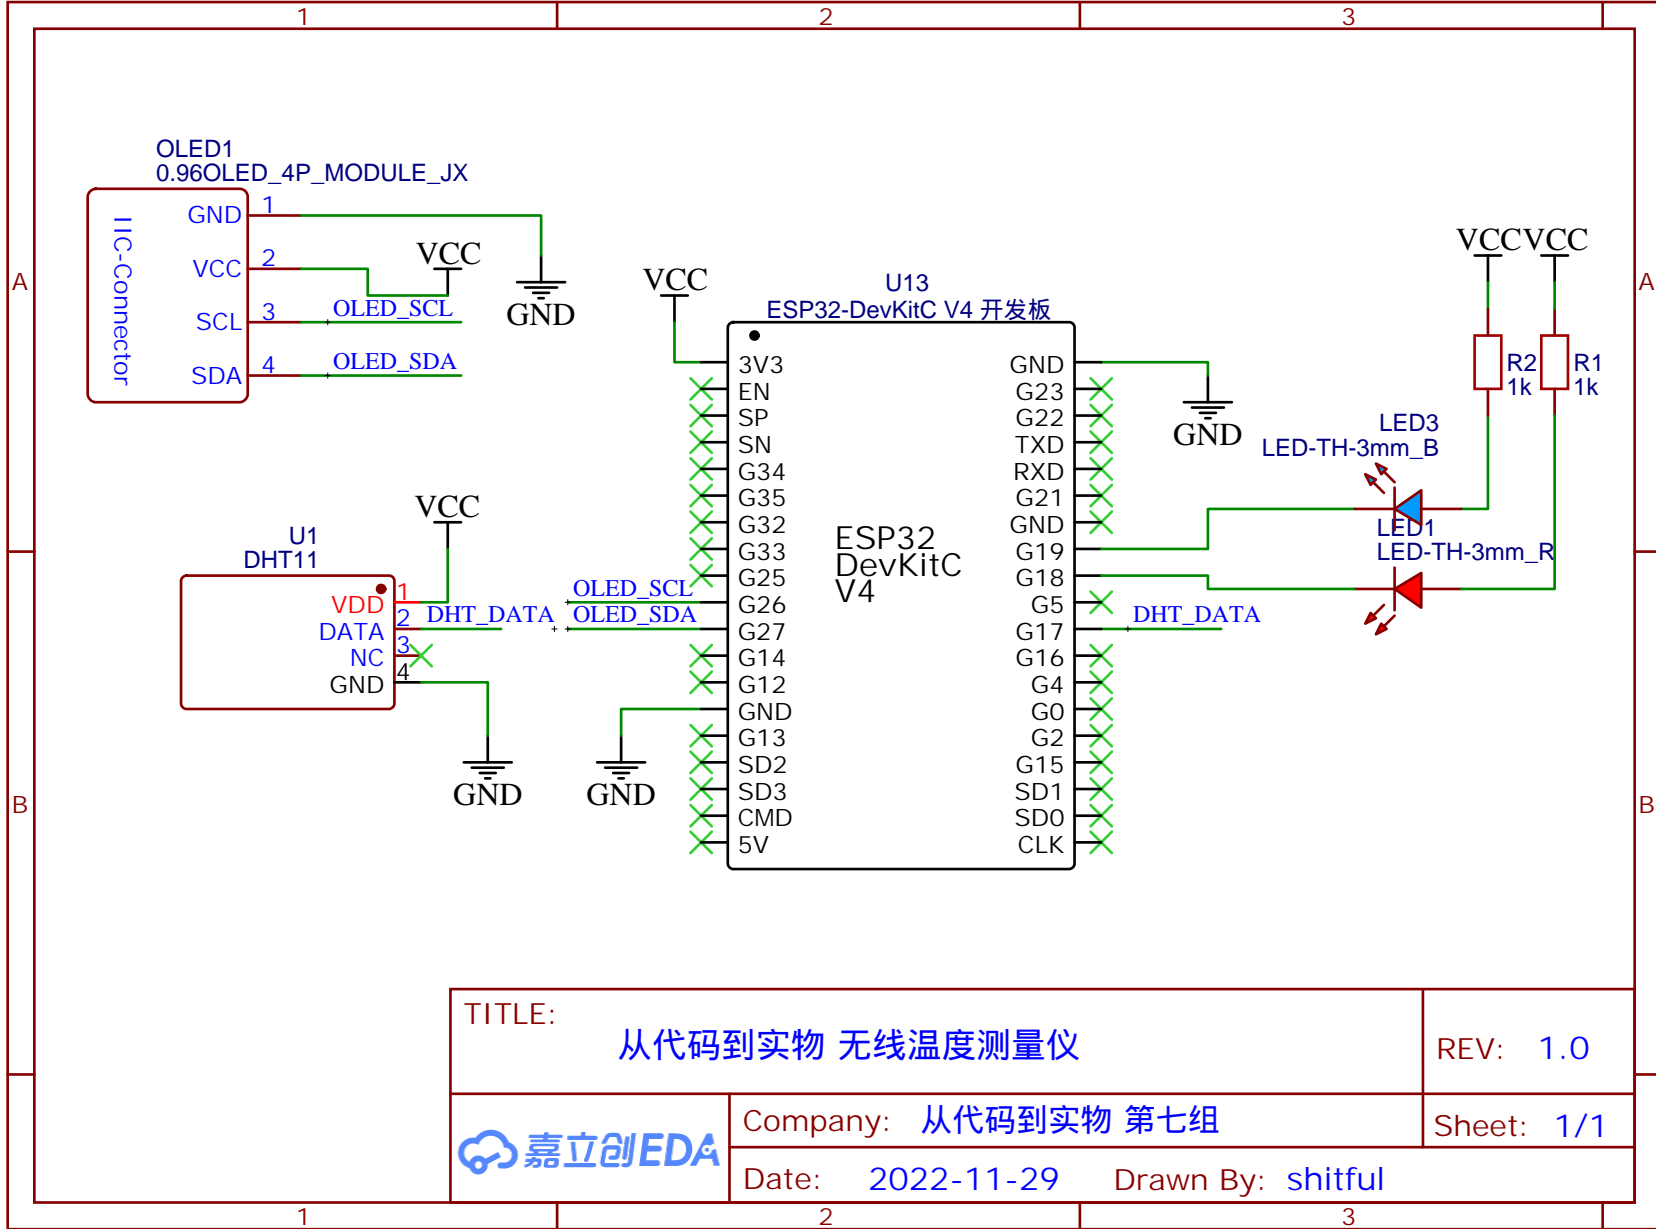 1
2
3
A
A
B
B
OLED1
0.96OLED_4P_MODULE_JX
IIC-Connector
GND 1
VCC 2
SCL 3
SDA 4
VCC
GND
OLED_SCL
OLED_SDA
U1
DHT11
VDD 1
DATA 2
NC 3
GND 4
VCC
DHT_DATA
GND
VCC
U13
ESP32-DevKitC V4 开发板
ESP32
DevKitC
V4
3V3
EN
SP
SN
G34
G35
G32
G33
G25
G26
G27
G14
G12
GND
G13
SD2
SD3
CMD
5V
OLED_SCL
OLED_SDA
GND
GND
G23
G22
TXD
RXD
G21
GND
G19
G18
G5
G17
G16
G4
G0
G2
G15
SD1
SD0
CLK
GND
DHT_DATA
VCC VCC
R2
1k
R1
1k
LED3
LED-TH-3mm_B
LED1
LED-TH-3mm_R
TITLE:
从代码到实物 无线温度测量仪
REV: 1.0
嘉立创EDA
Company: 从代码到实物 第七组
Sheet: 1/1
Date: 2022-11-29 Drawn By: shitful
1
2
3